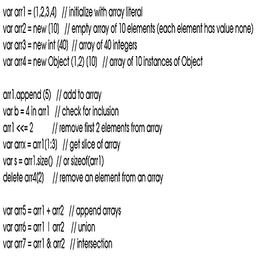 var arr1 = (1,2,3,4)   // initialize with array literal
var arr2 = new (10)   // empty array of 10 elements (each element has value none)
var arr3 = new int (40)  // array of 40 integers
var arr4 = new Object (1,2) (10)   // array of 10 instances of Object
arr1.append (5)   // add to array
var b = 4 in arr1   // check for inclusion
arr1 <<= 2   // remove first 2 elements from array
var arrx = arr1(1:3)   // get slice of array
var s = arr1.size()  // or sizeof(arr1)
delete arr4(2)   // remove an element from an array
var arr5 = arr1 + arr2   // append arrays
var arr6 = arr1 | arr2   // union
var arr7 = arr1 & arr2   // intersection